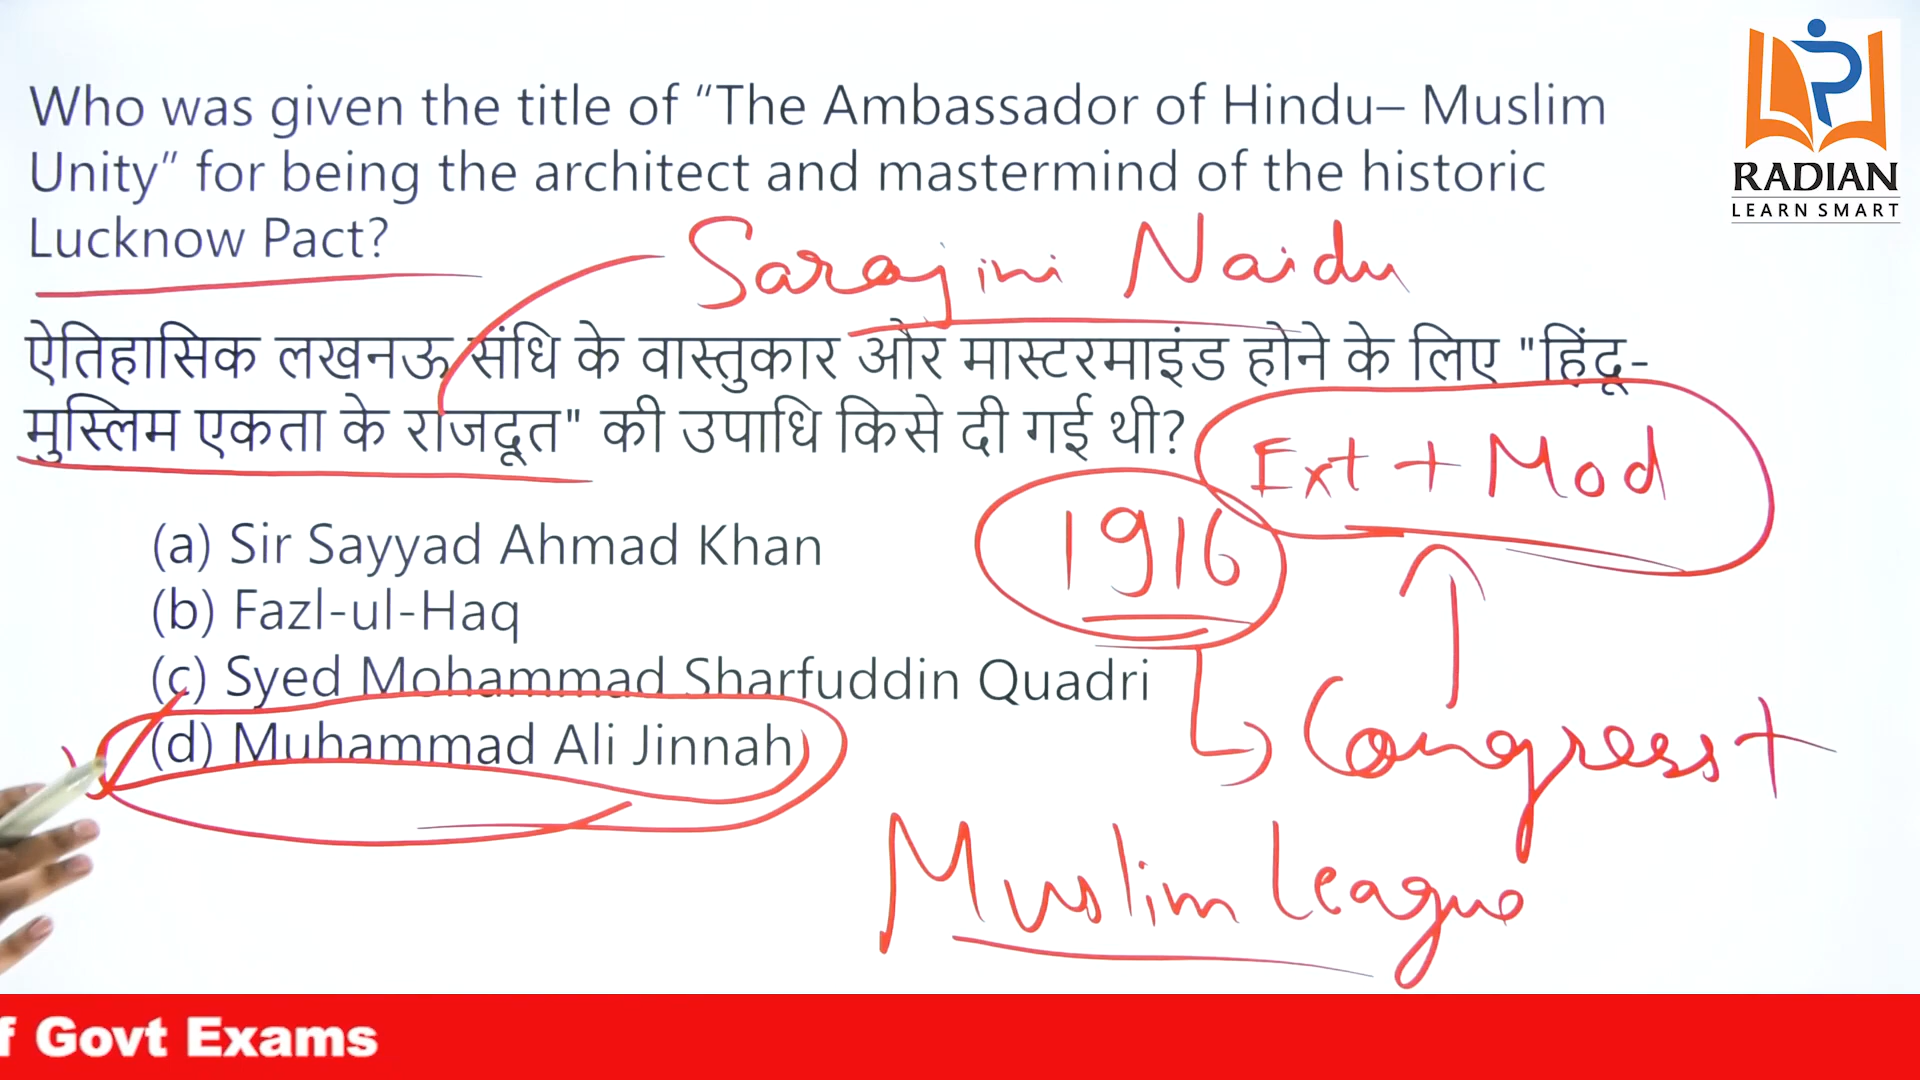 Who was given the title of “The Ambassador of Hindu– Muslim
Unity” for being the architect and mastermind of the historic
Lucknow Pact?
Sarojini Naidu
ऐतिहासिक लखनऊ संधि के वास्तुकार और मास्टरमाइंड होने के लिए "हिंदू-
मुस्लिम एकता के राजदूत" की उपाधि किसे दी गई थी?
Ext + Mod
1916
(a) Sir Sayyad Ahmad Khan
(b) Fazl-ul-Haq
(c) Syed Mohammad Sharfuddin Quadri
(d) Muhammad Ali Jinnah
Congress +
Muslim League
RADIAN
LEARN SMART
f Govt Exams